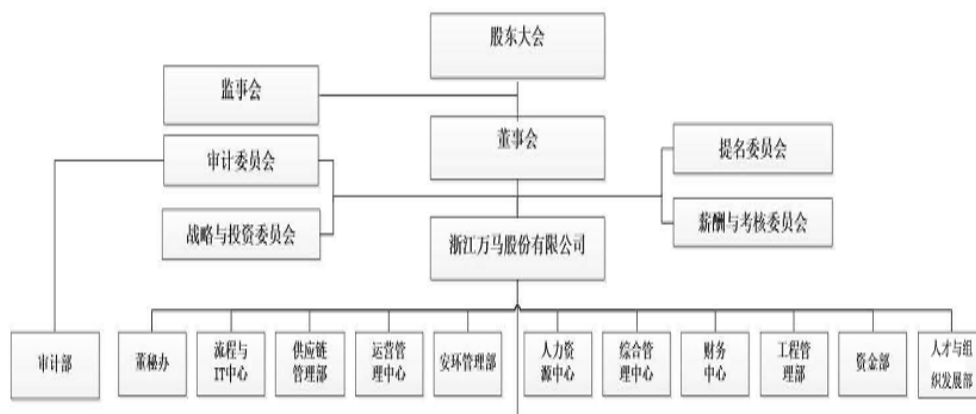 股东大会
监事会
董事会
审计委员会
提名委员会
战略与投资委员会
浙江万马股份有限公司
薪酬与考核委员会
审计部
董秘办
流程与
IT中心
供应链
管理部
运营管
理中心
安环管理部
人力资
源中心
综合管
理中心
财务
中心
工程管
理部
资金部
人才与组
织发展部